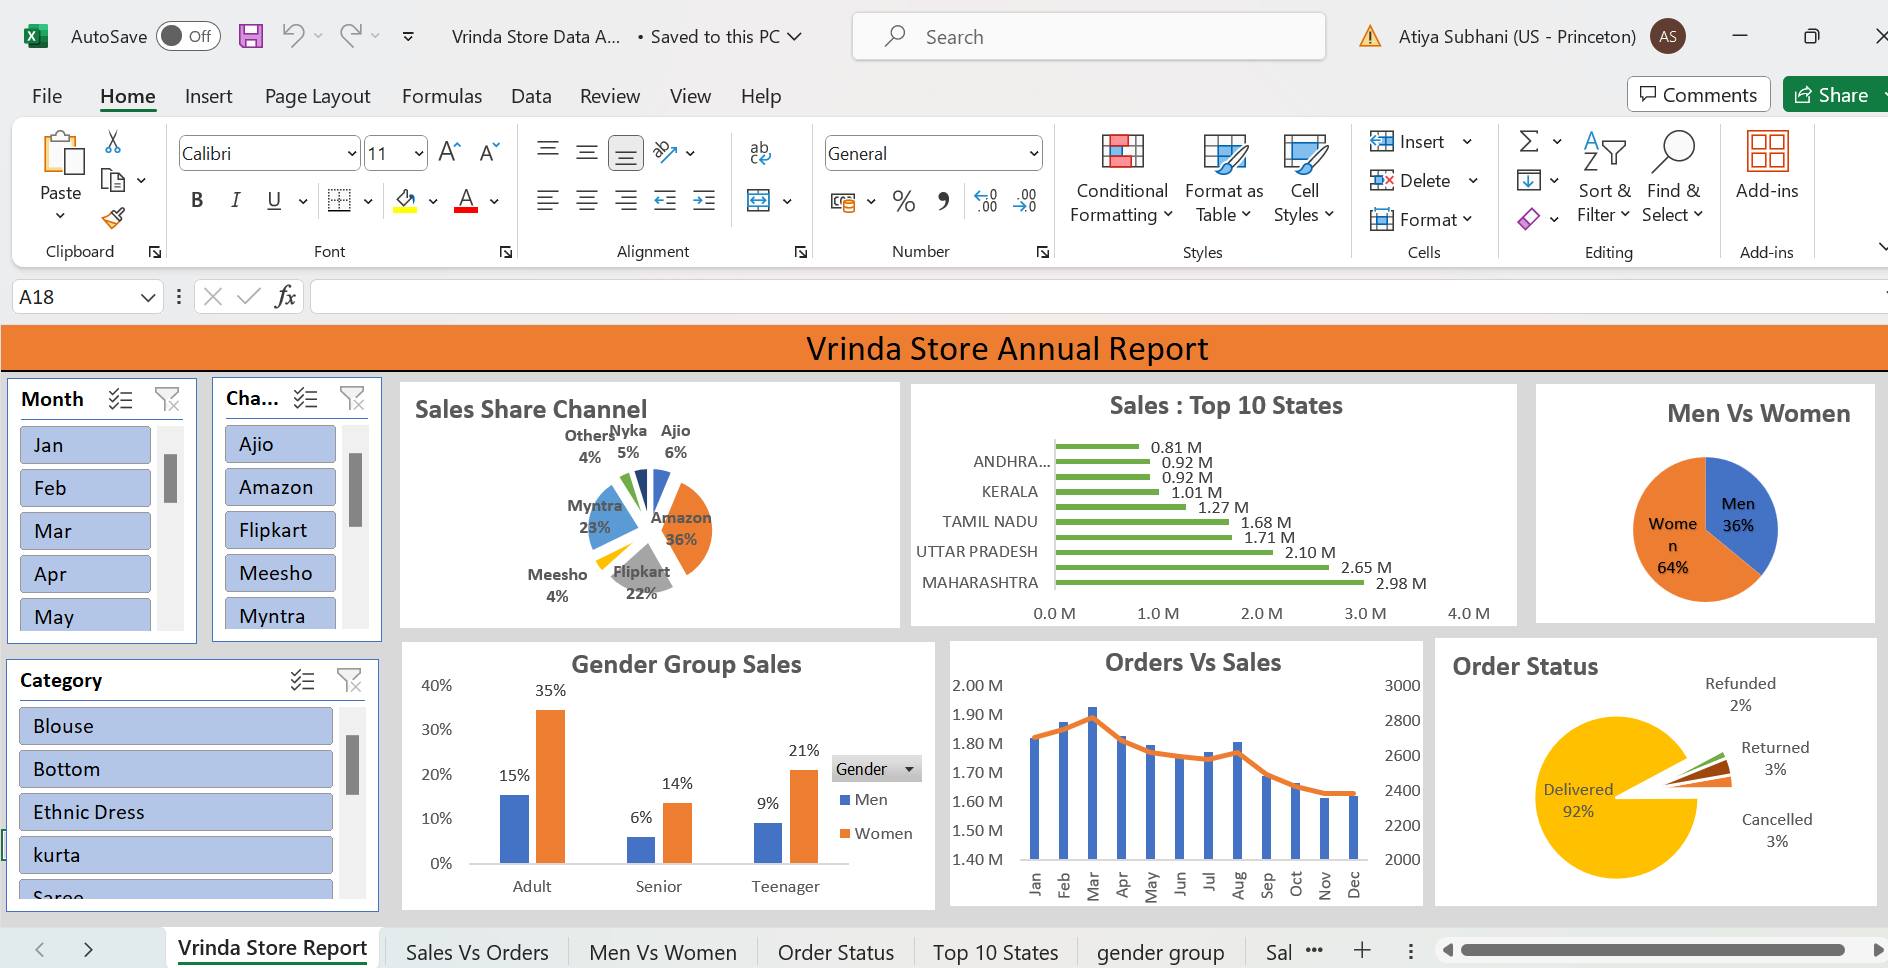 AutoSave Off Vrinda Store Data A... • Saved to this PC Search Atiya Subhani (US - Princeton) AS
File Home Insert Page Layout Formulas Data Review View Help Comments Share
Paste
Clipboard
Calibri 11
B I U A
Font
ab
Alignment
General
% .00 .00
Number
Conditional Formatting
Format as Table
Cell Styles
Styles
Insert
Delete
Format
Cells
Sort & Filter
Find & Select
Editing
Add-ins
Add-ins
A18 fx
Vrinda Store Annual Report
Month
Jan
Feb
Mar
Apr
May
Cha...
Ajio
Amazon
Flipkart
Meesho
Myntra
Category
Blouse
Bottom
Ethnic Dress
kurta
Saree
Sales Share Channel
Others 4%
Nyka 5%
Ajio 6%
Myntra 23%
Amazon 36%
Meesho 4%
Flipkart 22%
Sales : Top 10 States
0.81 M
ANDHRA... 0.92 M
0.92 M
KERALA 1.01 M
1.27 M
TAMIL NADU 1.68 M
1.71 M
UTTAR PRADESH 2.10 M
2.65 M
MAHARASHTRA 2.98 M
0.0 M 1.0 M 2.0 M 3.0 M 4.0 M
Men Vs Women
Men
36%
Wome
n
64%
Gender Group Sales
40%
30%
20%
10%
0%
15% 35%
6% 14%
9% 21%
Adult Senior Teenager
Gender
Men
Women
Orders Vs Sales
2.00 M 3000
1.90 M 2800
1.80 M
1.70 M 2600
1.60 M 2400
1.50 M 2200
1.40 M 2000
Jan Feb Mar Apr May Jun Jul Aug Sep Oct Nov Dec
Order Status
Refunded
2%
Returned
3%
Delivered
92%
Cancelled
3%
Vrinda Store Report Sales Vs Orders Men Vs Women Order Status Top 10 States gender group Sal ...